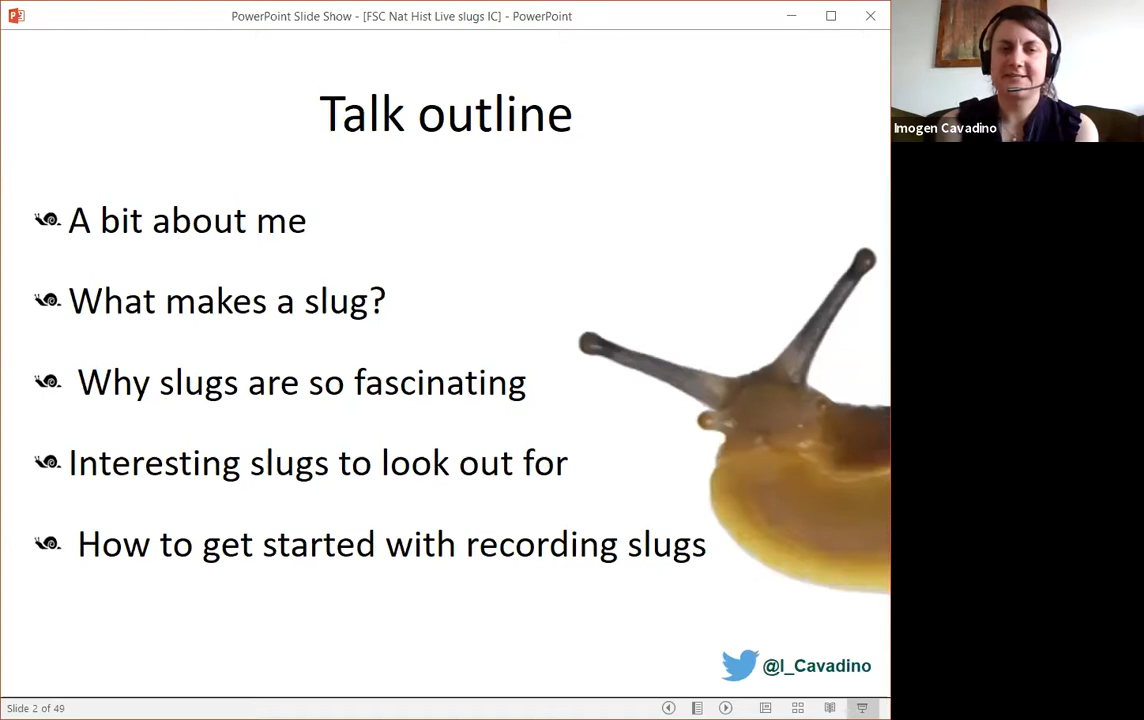 PowerPoint Slide Show - [FSC Nat Hist Live slugs IC] - PowerPoint
Imogen Cavadino
Talk outline
A bit about me
What makes a slug?
Why slugs are so fascinating
Interesting slugs to look out for
How to get started with recording slugs
@I_Cavadino
Slide 2 of 49